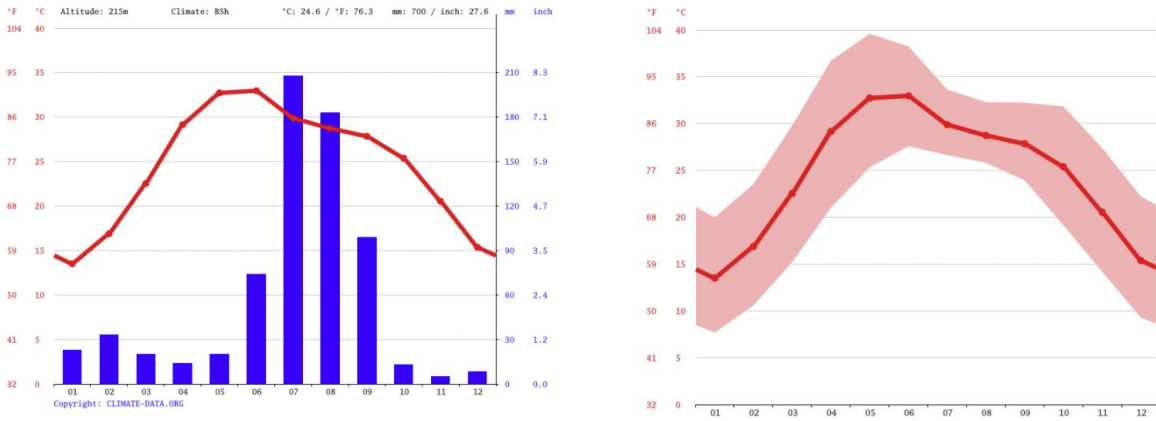 °F °C Altitude: 215m Climate: BSh °C: 24.6 / °F: 76.3 mm: 700 / inch: 27.6 mm inch
104 40
95 35 210 8.3
86 30 180 7.1
77 25 150 5.9
68 20 120 4.7
59 15 90 3.5
50 10 60 2.4
41 5 30 1.2
32 0 0 0.0
01 02 03 04 05 06 07 08 09 10 11 12
Copyright: CLIMATE-DATA.ORG
°F °C
104 40
95 35
86 30
77 25
68 20
59 15
50 10
41 5
32 0
01 02 03 04 05 06 07 08 09 10 11 12